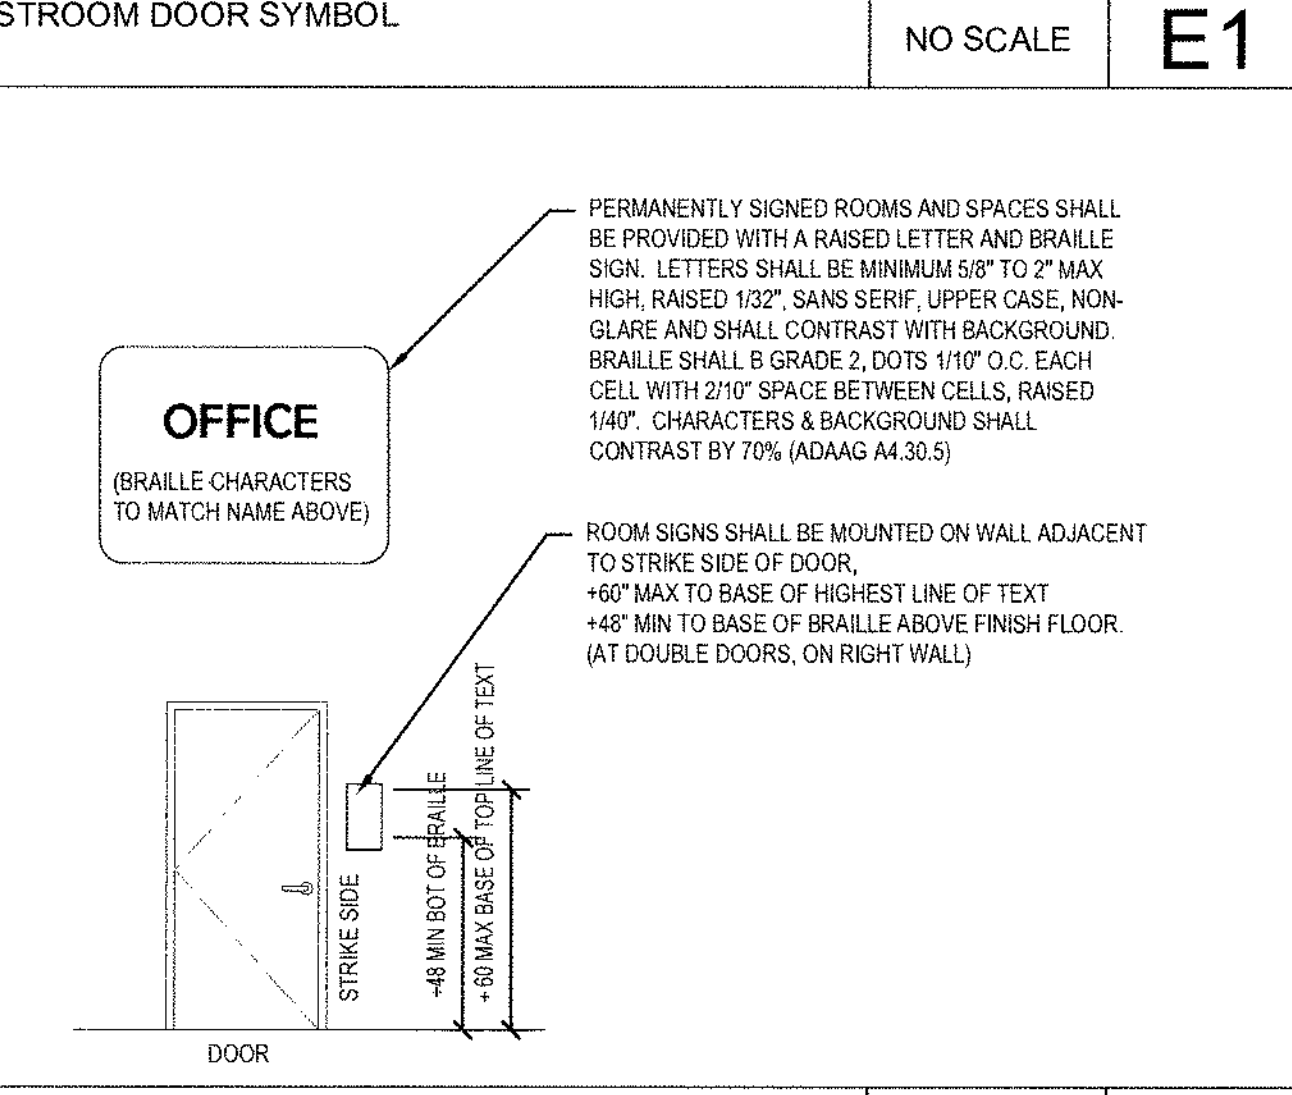 STROOM DOOR SYMBOL
NO SCALE
E1
PERMANENTLY SIGNED ROOMS AND SPACES SHALL
BE PROVIDED WITH A RAISED LETTER AND BRAILLE
SIGN. LETTERS SHALL BE MINIMUM 5/8" TO 2" MAX
HIGH, RAISED 1/32", SANS SERIF, UPPER CASE, NON-
GLARE AND SHALL CONTRAST WITH BACKGROUND.
BRAILLE SHALL B GRADE 2, DOTS 1/10" O.C. EACH
CELL WITH 2/10" SPACE BETWEEN CELLS, RAISED
1/40". CHARACTERS & BACKGROUND SHALL
CONTRAST BY 70% (ADAAG A4.30.5)
OFFICE
(BRAILLE CHARACTERS
TO MATCH NAME ABOVE)
ROOM SIGNS SHALL BE MOUNTED ON WALL ADJACENT
TO STRIKE SIDE OF DOOR,
+60" MAX TO BASE OF HIGHEST LINE OF TEXT
+48" MIN TO BASE OF BRAILLE ABOVE FINISH FLOOR.
(AT DOUBLE DOORS, ON RIGHT WALL)
STRIKE SIDE
+48 MIN BOT OF BRAILLE
+ 60 MAX BASE OF TOP LINE OF TEXT
DOOR